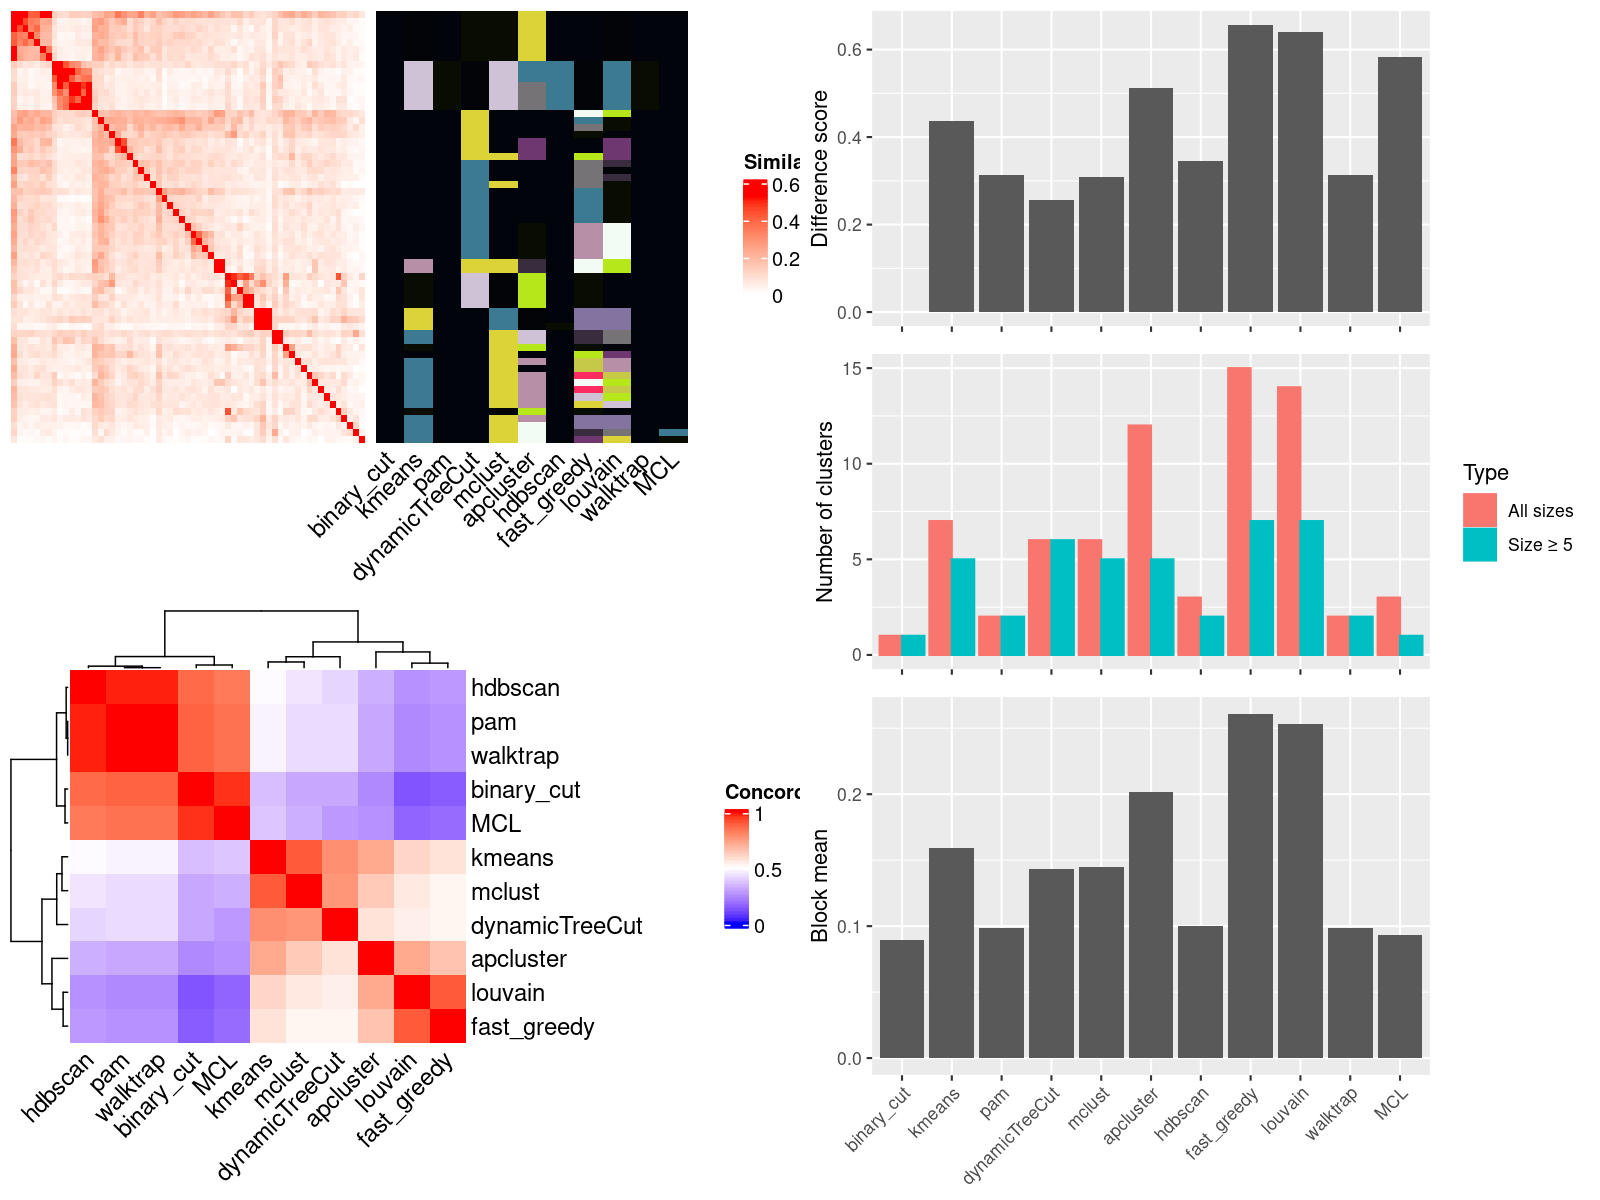 Simila
0.6
0.4
0.2
0
binary_cut
kmeans
pam
dynamicTreeCut
mclust
apcluster
hdbscan
fast_greedy
louvain
walktrap
MCL
Difference score
0.6
0.4
0.2
0.0
Number of clusters
15
10
5
0
Type
All sizes
Size ≥ 5
hdbscan
pam
walktrap
binary_cut
MCL
kmeans
mclust
dynamicTreeCut
apcluster
louvain
fast_greedy
hdbscan
pam
walktrap
binary_cut
MCL
kmeans
mclust
dynamicTreeCut
apcluster
louvain
fast_greedy
Concord
1
0.5
0
Block mean
0.2
0.1
0.0
binary_cut
kmeans
pam
dynamicTreeCut
mclust
apcluster
hdbscan
fast_greedy
louvain
walktrap
MCL